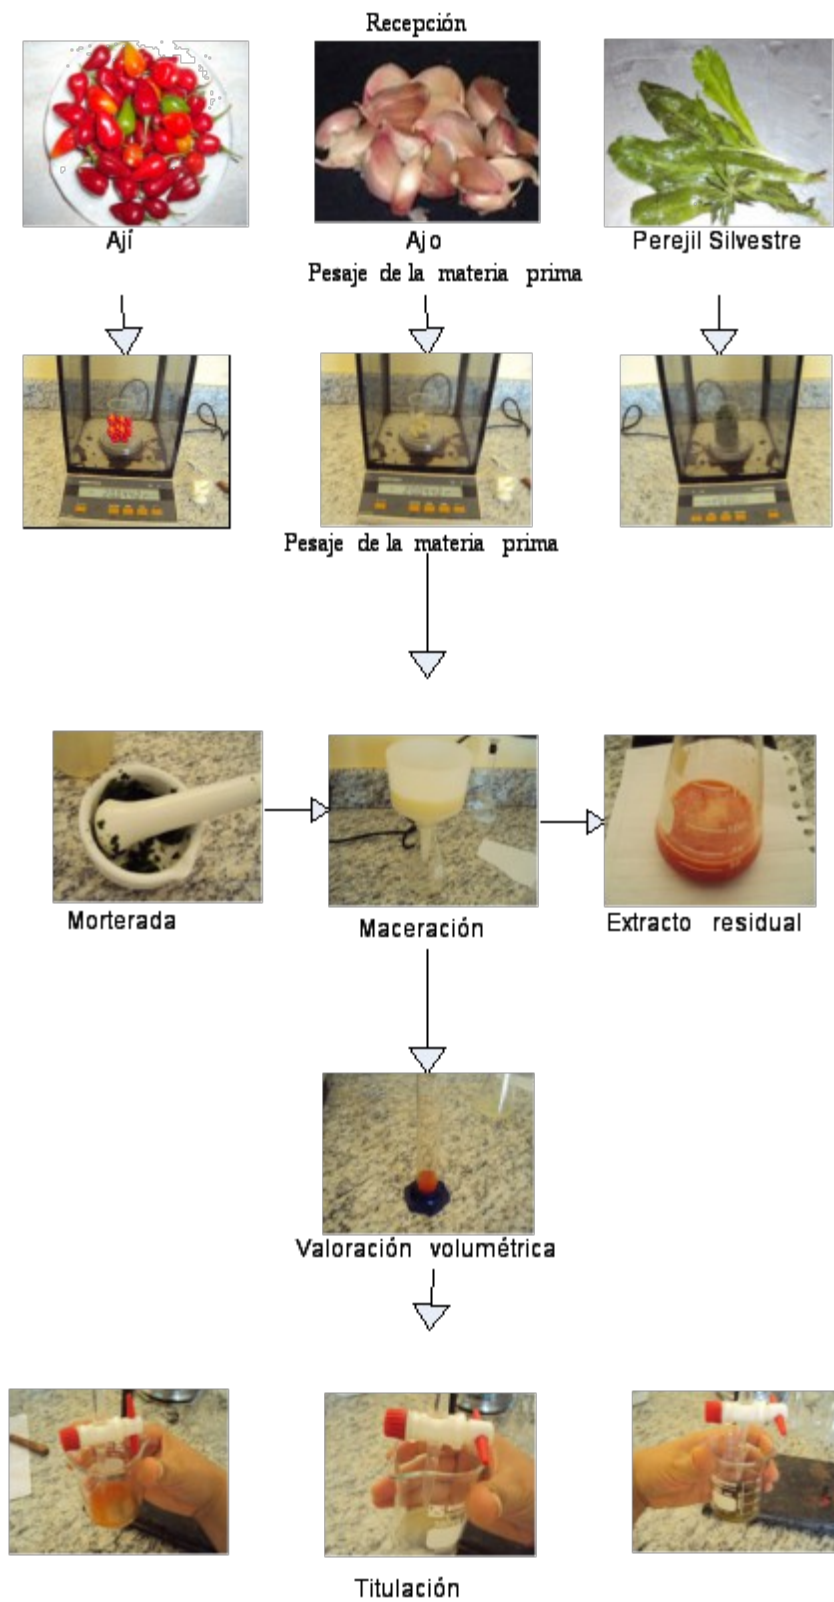 Recepción
Ají
Ajo
Perejil Silvestre
Pesaje de la materia prima
Pesaje de la materia prima
Morterada
Maceración
Extracto residual
Valoración volumétrica
Titulación